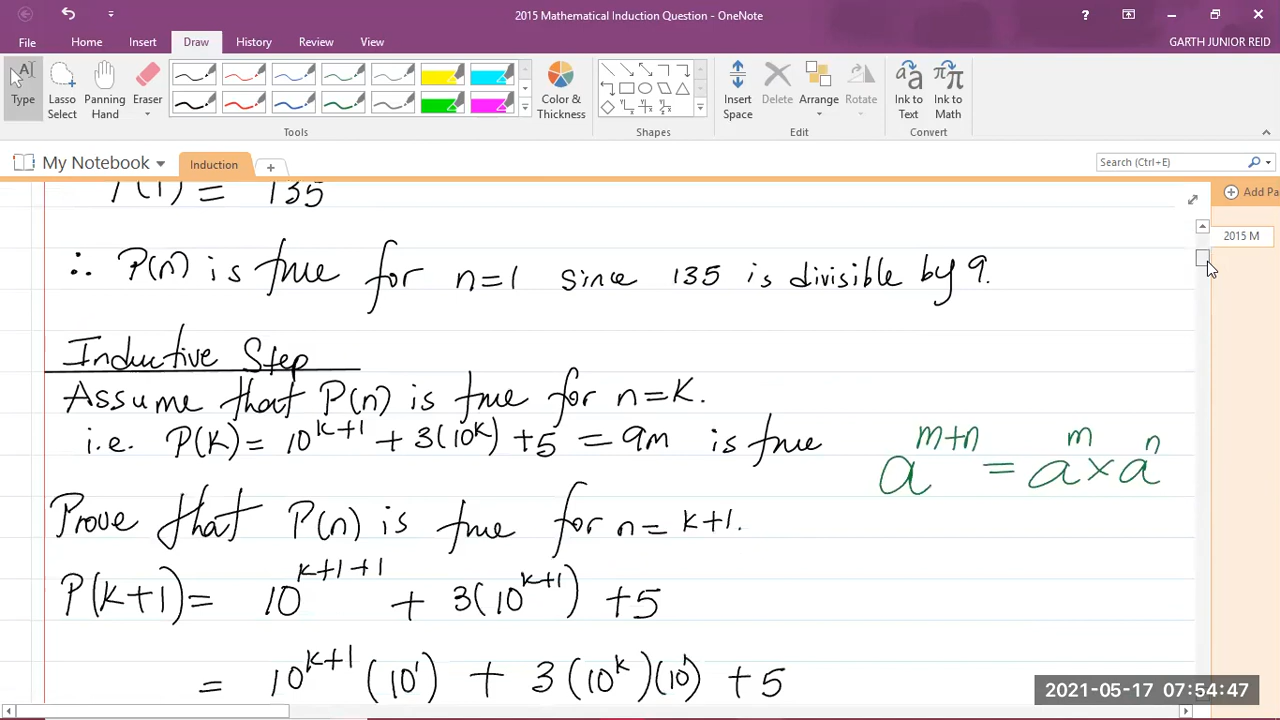 2015 Mathematical Induction Question - OneNote
File Home Insert Draw History Review View GARTH JUNIOR REID
Type Lasso Select Panning Hand Eraser Color & Thickness Insert Space Delete Arrange Rotate Ink to Text Ink to Math
Tools Shapes Edit Convert
My Notebook Induction Search (Ctrl+E)
Add Pa
2015 M
P(1) = 135
∴ P(n) is true for n=1 since 135 is divisible by 9.
Inductive Step
Assume that P(n) is true for n=K.
i.e. P(K) = 10^{k+1} + 3(10^k) + 5 = 9m is true
a^{m+n} = a^m × a^n
Prove that P(n) is true for n = k+1.
P(k+1) = 10^{k+1+1} + 3(10^{k+1}) + 5
= 10^{k+1} (10^1) + 3(10^k)(10^1) + 5
2021-05-17 07:54:47